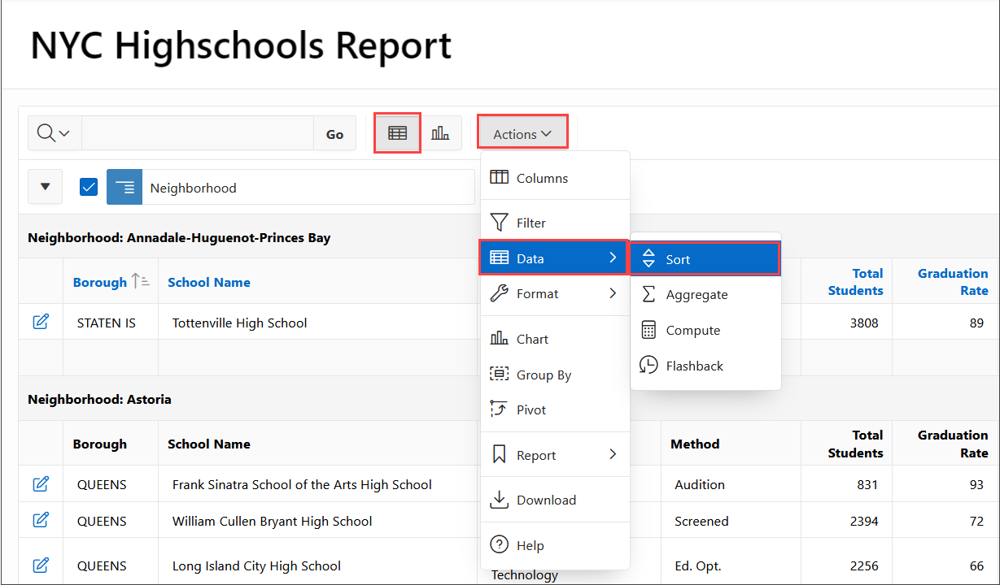 NYC Highschools Report
Go
Actions
Neighborhood
Columns
Filter
Data
Format
Chart
Group By
Pivot
Report
Download
Help
Sort
Aggregate
Compute
Flashback
Neighborhood: Annadale-Huguenot-Princes Bay
Borough School Name Total Students Graduation Rate
STATEN IS Tottenville High School 3808 89
Neighborhood: Astoria
Borough School Name Method Total Students Graduation Rate
QUEENS Frank Sinatra School of the Arts High School Audition 831 93
QUEENS William Cullen Bryant High School Screened 2394 72
QUEENS Long Island City High School Technology Ed. Opt. 2256 66